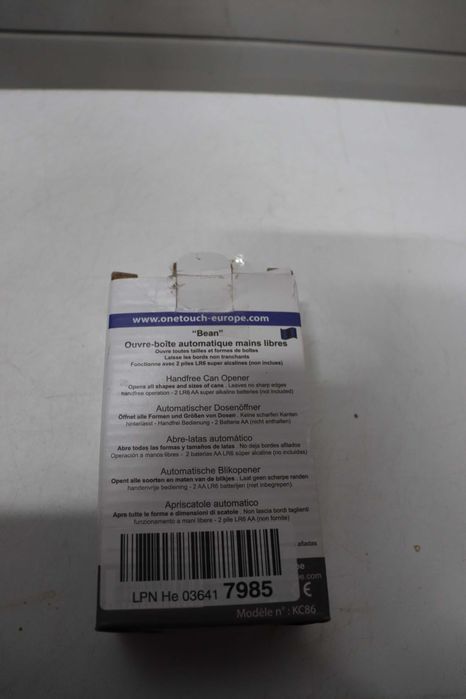 www.onetouch-europe.com
"Bean"
Ouvre-boîte automatique mains libres
Ouvre toutes tailles et formes de boîtes
Laisse les bords non tranchants
Fonctionne avec 2 piles LR6 super alcalines (non inclues)
Handfree Can Opener
Opens all shapes and sizes of cans . Leaves no sharp edges
handfree operation - 2 LR6 AA super alkaline batteries (not included)
Automatischer Dosenöffner
Öffnet alle Formen und Größen von Dosen . Keine scharfen Kanten
hinterlässt - Handfrei Bedienung - 2 Batterie AA (nicht enthalten)
Abre-latas automático
Abre todas las formas y tamaños de latas . No deja bordes afilados
Operación a manos libres - 2 baterías AA LR6 súper alcaline (no incluidas)
Automatische Blikopener
Opent alle soorten en maten van de blikjes . Laat geen scherpe randen
handenvrije bediening - 2 AA LR6 batterijen (niet inbegrepen)
Apriscatole automatico
Apre tutte le forme e dimensioni di scatole . Non lascia bordi taglienti
funzionamento a mani libere - 2 pile LR6 AA (non fornite)
afiladas
pe
pe.com
LPN He 03641 7985
C€
Modèle n° : KC86